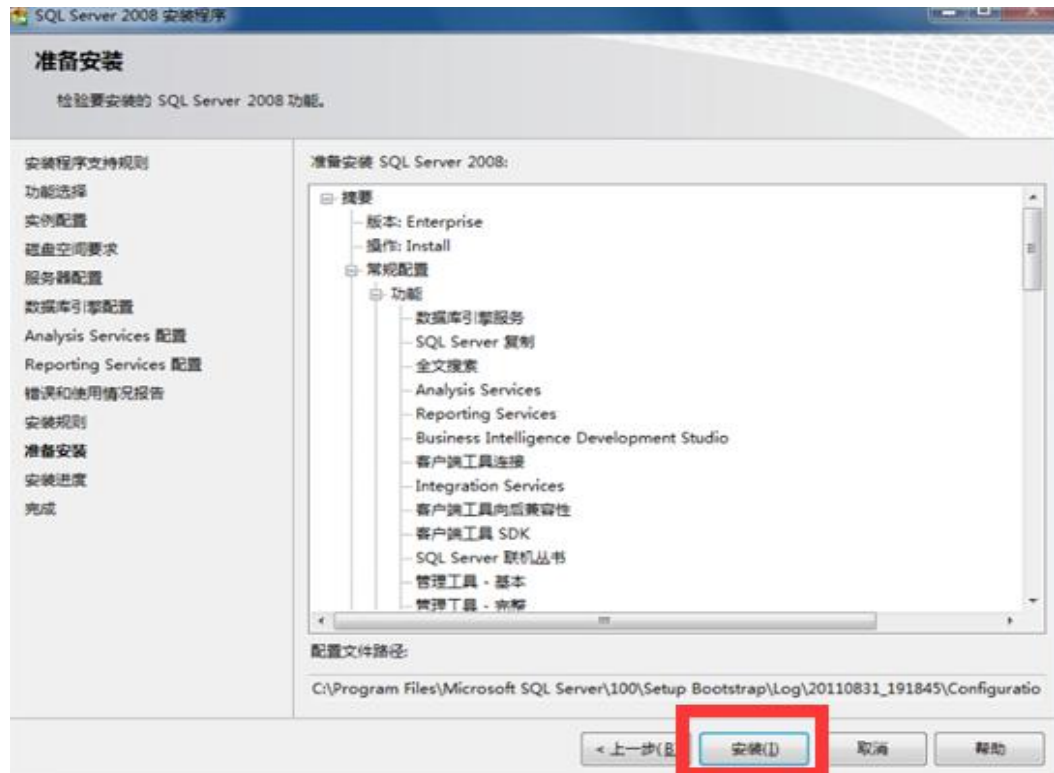 SQL Server 2008 安装程序
准备安装
检验要安装的 SQL Server 2008 功能。
安装程序支持规则
功能选择
实例配置
磁盘空间要求
服务器配置
数据库引擎配置
Analysis Services 配置
Reporting Services 配置
错误和使用情况报告
安装规则
准备安装
安装进度
完成
准备安装 SQL Server 2008:
摘要
版本: Enterprise
操作: Install
常规配置
功能
数据库引擎服务
SQL Server 复制
全文搜索
Analysis Services
Reporting Services
Business Intelligence Development Studio
客户端工具连接
Integration Services
客户端工具向后兼容性
客户端工具 SDK
SQL Server 联机丛书
管理工具 - 基本
管理工具 - 完整
配置文件路径:
C:\Program Files\Microsoft SQL Server\100\Setup Bootstrap\Log\20110831_191845\Configuratio
< 上一步(B
安装(I)
取消
帮助